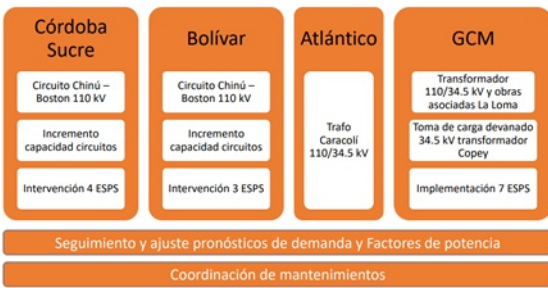 Córdoba
Sucre
Circuito Chinú –
Boston 110 kV
Incremento
capacidad circuitos
Intervención 4 ESPS
Bolívar
Circuito Chinú –
Boston 110 kV
Incremento
capacidad circuitos
Intervención 3 ESPS
Atlántico
Trafo
Caracolí
110/34.5 kV
GCM
Transformador
110/34.5 kV y obras
asociadas La Loma
Toma de carga devanado
34.5 kV transformador
Copey
Implementación 7 ESPS
Seguimiento y ajuste pronósticos de demanda y Factores de potencia
Coordinación de mantenimientos